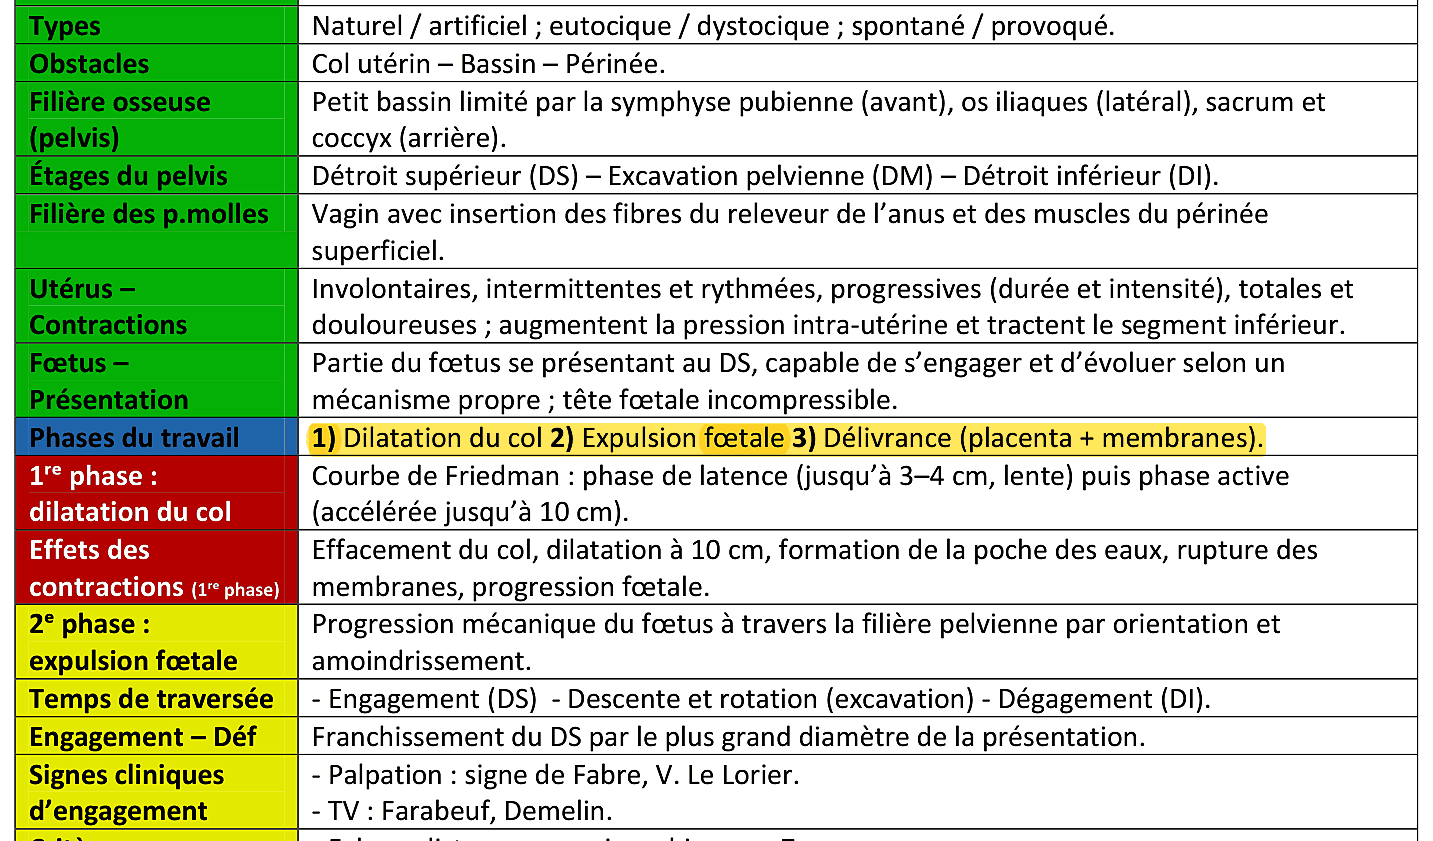 Types
Naturel / artificiel ; eutocique / dystocique ; spontané / provoqué.
Obstacles
Col utérin – Bassin – Périnée.
Filière osseuse
(pelvis)
Petit bassin limité par la symphyse pubienne (avant), os iliaques (latéral), sacrum et
coccyx (arrière).
Étages du pelvis
Détroit supérieur (DS) – Excavation pelvienne (DM) – Détroit inférieur (DI).
Filière des p.molles
Vagin avec insertion des fibres du releveur de l’anus et des muscles du périnée
superficiel.
Utérus –
Contractions
Involontaires, intermittentes et rythmées, progressives (durée et intensité), totales et
douloureuses ; augmentent la pression intra-utérine et tractent le segment inférieur.
Fœtus –
Présentation
Partie du fœtus se présentant au DS, capable de s’engager et d’évoluer selon un
mécanisme propre ; tête fœtale incompressible.
Phases du travail
1) Dilatation du col 2) Expulsion fœtale 3) Délivrance (placenta + membranes).
1ʳᵉ phase :
dilatation du col
Courbe de Friedman : phase de latence (jusqu’à 3–4 cm, lente) puis phase active
(accélérée jusqu’à 10 cm).
Effets des
contractions (1ʳᵉ phase)
Effacement du col, dilatation à 10 cm, formation de la poche des eaux, rupture des
membranes, progression fœtale.
2ᵉ phase :
expulsion fœtale
Progression mécanique du fœtus à travers la filière pelvienne par orientation et
amoindrissement.
Temps de traversée
- Engagement (DS)  - Descente et rotation (excavation) - Dégagement (DI).
Engagement – Déf
Franchissement du DS par le plus grand diamètre de la présentation.
Signes cliniques
d’engagement
- Palpation : signe de Fabre, V. Le Lorier.
- TV : Farabeuf, Demelin.